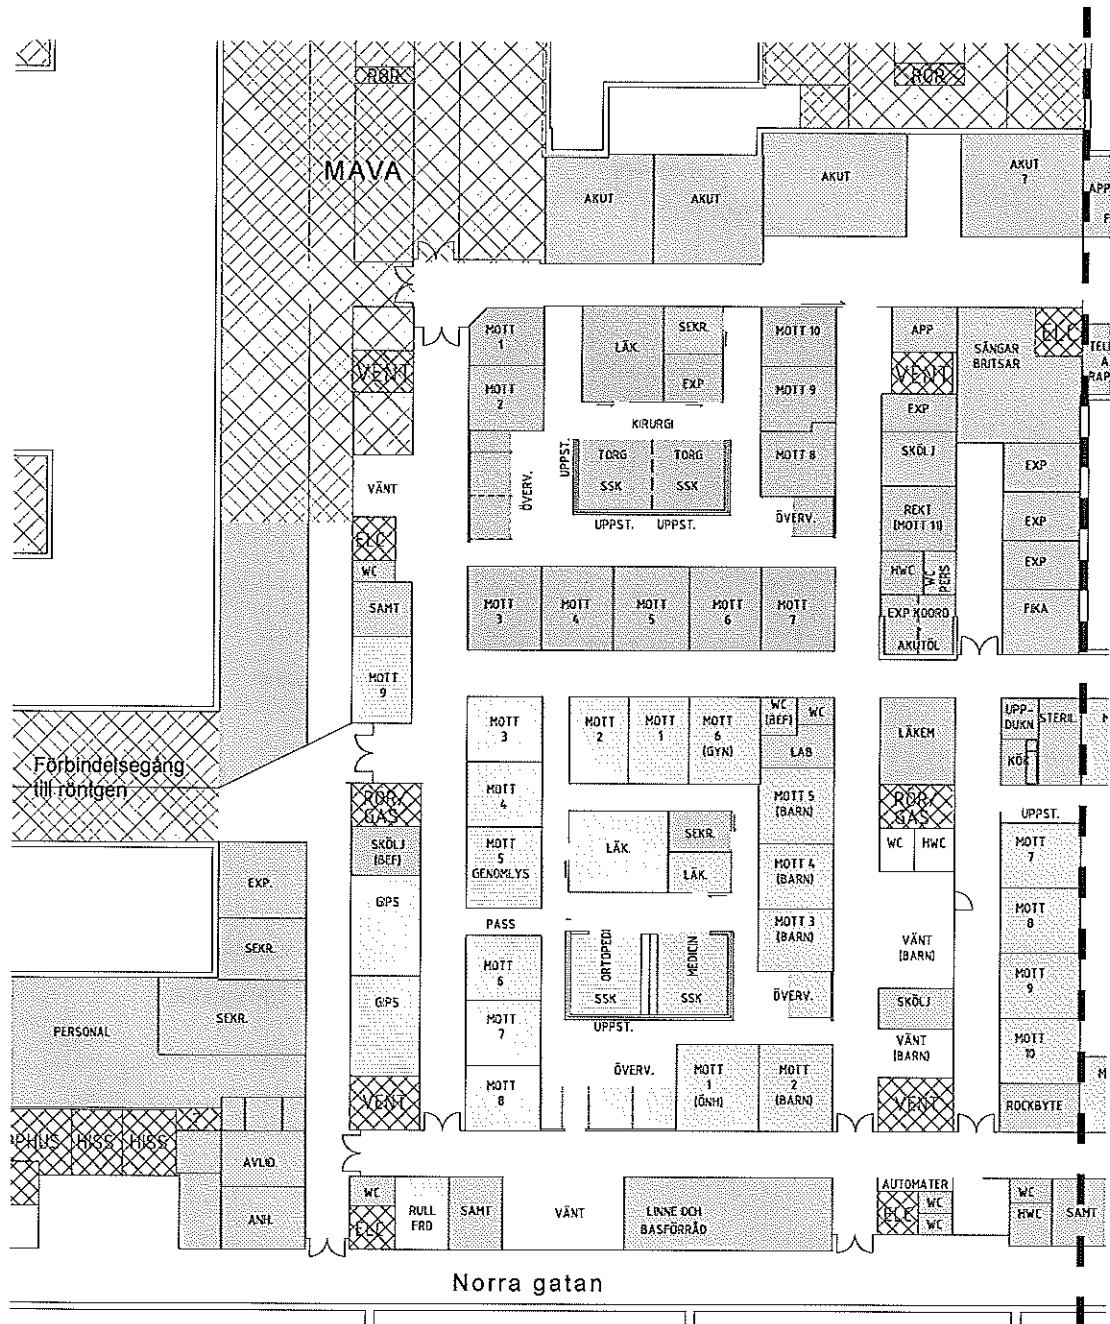 RÖR
RÖR
MAVA
AKUT
AKUT
AKUT
AKUT
?
APP
F
MOTT
1
LÄK.
SEKR.
MOTT 10
APP
SÄNGAR
BRITSAR
ELC
TELE
A
RAP
VENT
MOTT
2
EXP
MOTT 9
VENT
KIRURGI
EXP
VÄNT
ÖVERV.
UPPST.
TORG
SSK
TORG
SSK
MOTT 8
SKÖLJ
EXP
UPPST.
UPPST.
ÖVERV.
REKT
(MOTT 11)
EXP
ELC
WC
HWC
WC
PERS
EXP
SAMT
MOTT
3
MOTT
4
MOTT
5
MOTT
6
MOTT
7
EXP KOORD
AKUTÖL
FIKA
MOTT
9
MOTT
3
MOTT
2
MOTT
1
MOTT
6
(GYN)
WC
(BEF)
WC
LAB
LÄKEM
UPP-
DUKN
STERIL
KÖK
M
Förbindelsegång
till röntgen
MOTT
4
MOTT 5
(BARN)
RÖR/
GAS
RÖR/
GAS
UPPST.
SKÖLJ
(BEF)
MOTT
5
GENOMLYS
LÄK.
SEKR.
LÄK.
MOTT 4
(BARN)
WC
HWC
MOTT
7
EXP.
GIPS
PASS
MOTT 3
(BARN)
MOTT
8
SEKR.
MOTT
6
ORTOPEDI
SSK
MEDICIN
SSK
VÄNT
(BARN)
MOTT
9
PERSONAL
SEKR.
GIPS
UPPST.
ÖVERV.
SKÖLJ
MOTT
7
VÄNT
(BARN)
MOTT
10
ÖVERV.
MOTT
1
(ÖNH)
MOTT
2
(BARN)
M
VENT
MOTT
8
VENT
ROCKBYTE
PPHUS
HISS
HISS
?
AVLID.
WC
RULL
FRD
SAMT
VÄNT
LINNE OCH
BASFÖRRÅD
AUTOMATER
WC
WC
ELC
WC
HWC
SAMT
ANH.
ELC
Norra gatan